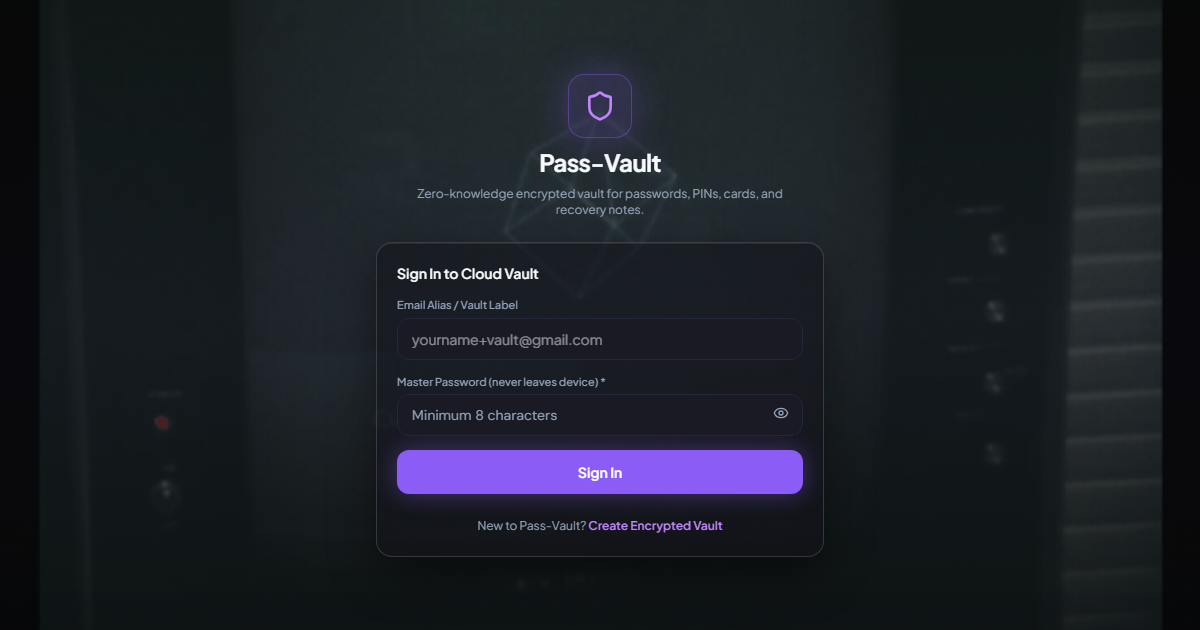 Pass-Vault
Zero-knowledge encrypted vault for passwords, PINs, cards, and
recovery notes.
Sign In to Cloud Vault
Email Alias / Vault Label
yourname+vault@gmail.com
Master Password (never leaves device) *
Minimum 8 characters
Sign In
New to Pass-Vault? Create Encrypted Vault